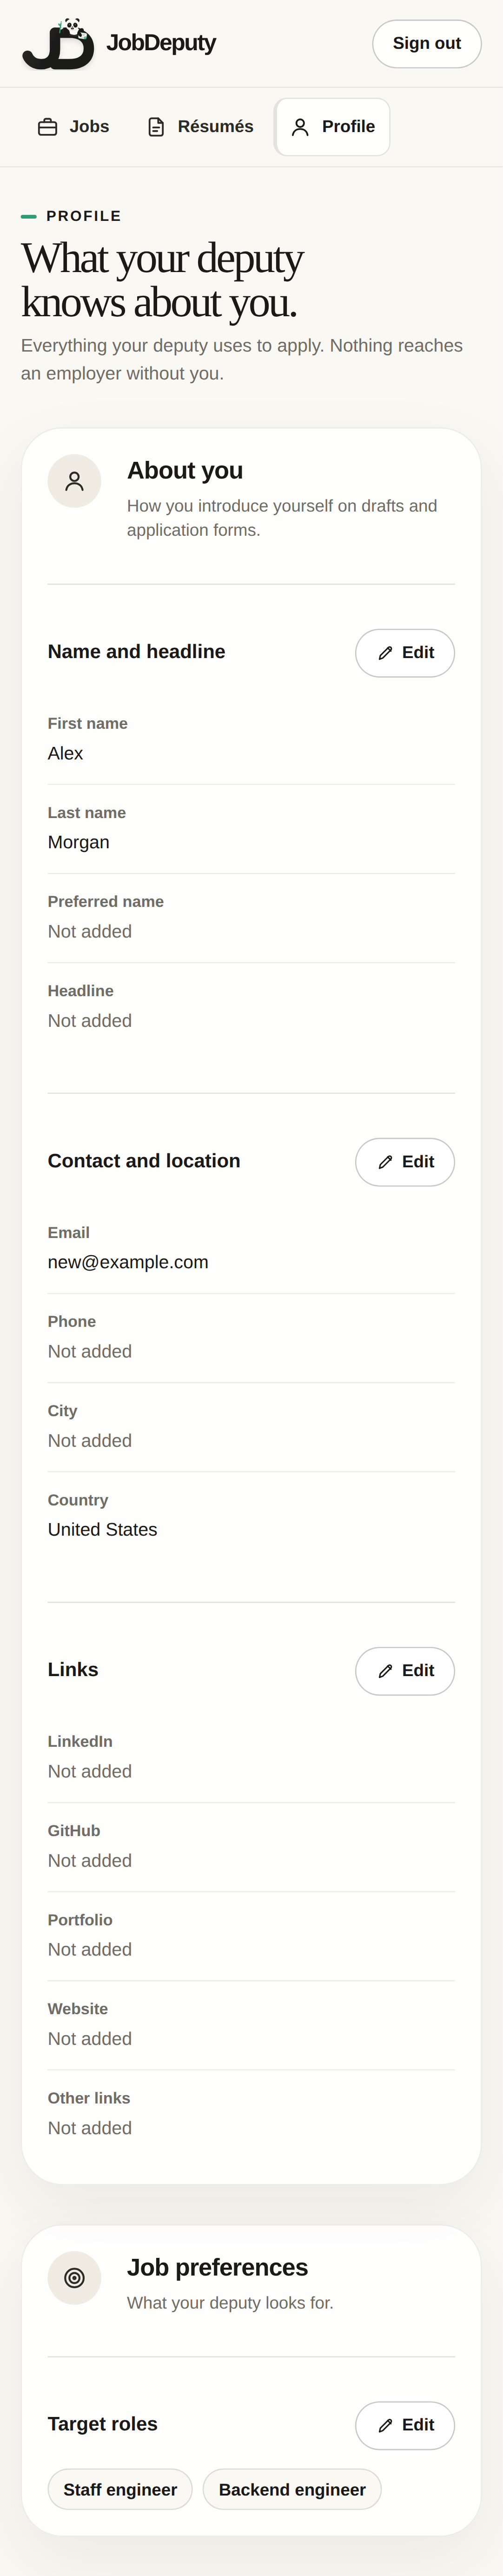 JobDeputy
Sign out
Jobs
Résumés
Profile
PROFILE
What your deputy
knows about you.
Everything your deputy uses to apply. Nothing reaches
an employer without you.
About you
How you introduce yourself on drafts and
application forms.
Name and headline
Edit
First name
Alex
Last name
Morgan
Preferred name
Not added
Headline
Not added
Contact and location
Edit
Email
new@example.com
Phone
Not added
City
Not added
Country
United States
Links
Edit
LinkedIn
Not added
GitHub
Not added
Portfolio
Not added
Website
Not added
Other links
Not added
Job preferences
What your deputy looks for.
Target roles
Edit
Staff engineer
Backend engineer